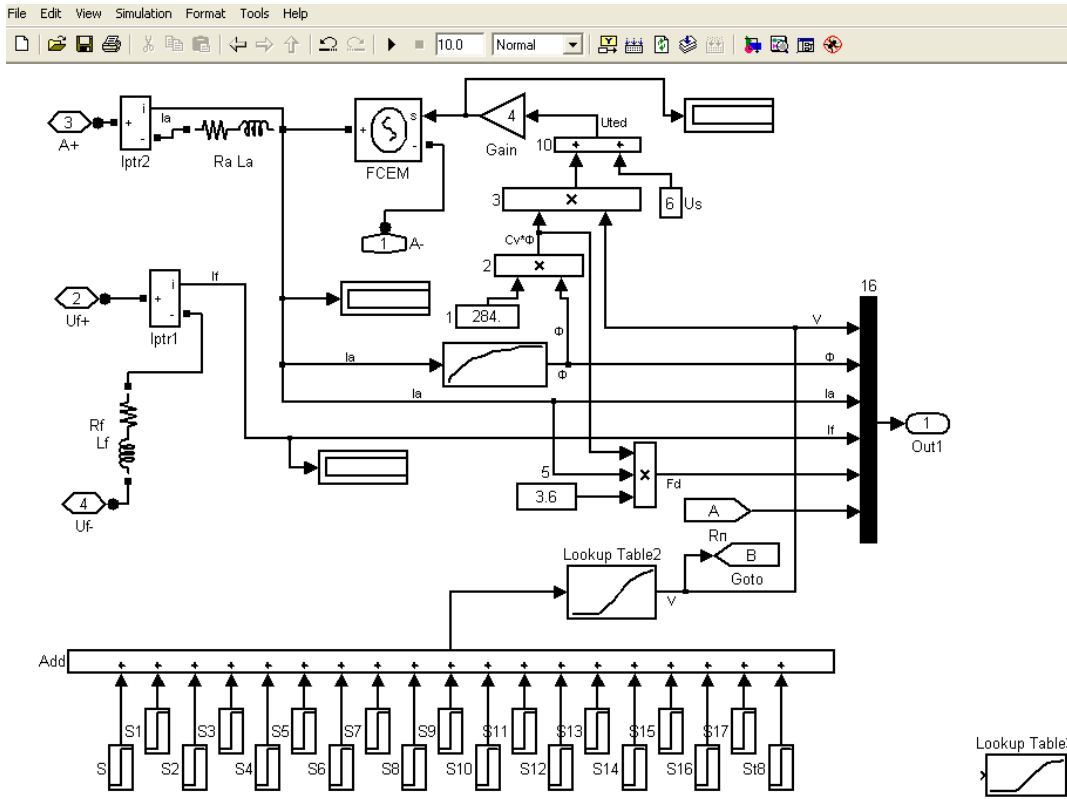 File Edit View Simulation Format Tools Help
10.0 Normal
3
A+
i
+
-
Iptr2
Ia
Ra La
+
s
-
FCEM
4
Gain
Uted
10
+ +
3
×
6
Us
1
A-
Cv*Ф
2
×
1
284.
Ф
2
Uf+
i
+
-
Iptr1
If
Ia
Ф
Ia
Rf
Lf
4
Uf-
5
3.6
×
Fd
16
V
Ф
Ia
If
1
Out1
A
Rп
B
Goto
Lookup Table2
V
Add
+ + + + + + + + + + + + + + + + + + +
S1 S3 S5 S7 S9 S11 S13 S15 S17
S S2 S4 S6 S8 S10 S12 S14 S16 St8
Lookup Table
×